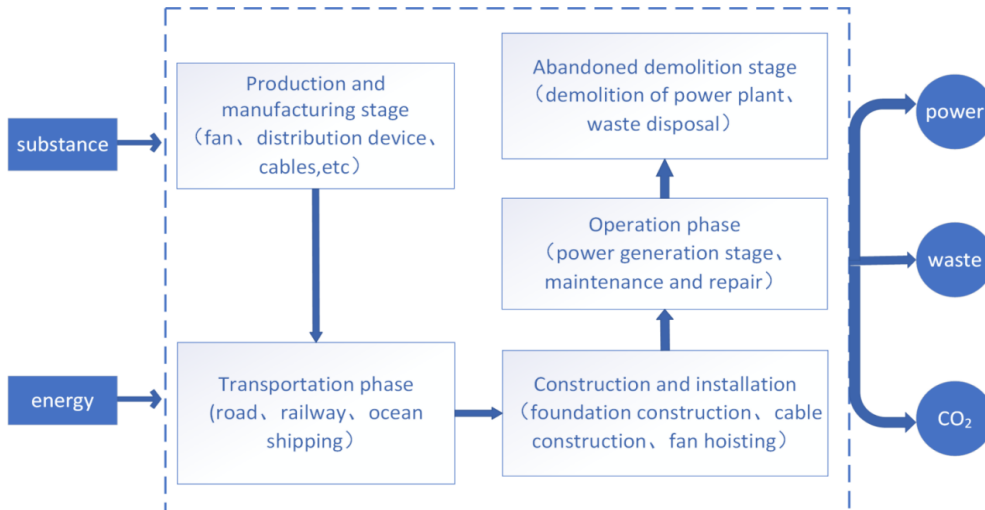 substance
energy
Production and
manufacturing stage
（fan、distribution device、
cables,etc）
Transportation phase
(road、railway、ocean
shipping）
Construction and installation
（foundation construction、cable
construction、fan hoisting）
Operation phase
（power generation stage、
maintenance and repair）
Abandoned demolition stage
（demolition of power plant、
waste disposal）
power
waste
CO₂